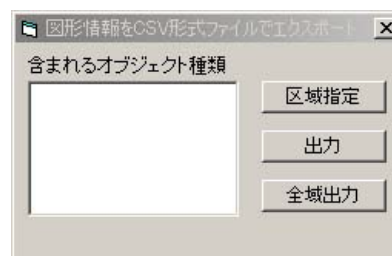 図形情報をCSV形式ファイルでエクスポート
含まれるオブジェクト種類
区域指定
出力
全域出力